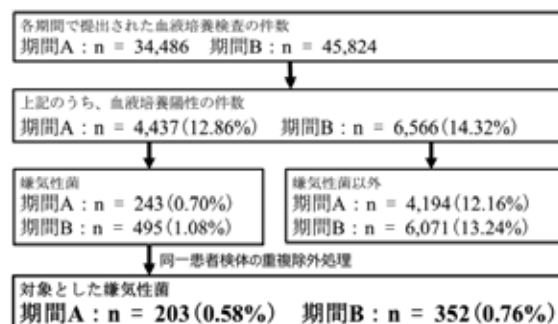 各期間で提出された血液培養検査の件数
期間A：n = 34,486　期間B：n = 45,824
上記のうち、血液培養陽性の件数
期間A：n = 4,437(12.86%)　期間B：n = 6,566(14.32%)
嫌気性菌
期間A：n = 243(0.70%)
期間B：n = 495(1.08%)
嫌気性菌以外
期間A：n = 4,194(12.16%)
期間B：n = 6,071(13.24%)
同一患者検体の重複除外処理
対象とした嫌気性菌
期間A：n = 203(0.58%)　期間B：n = 352(0.76%)